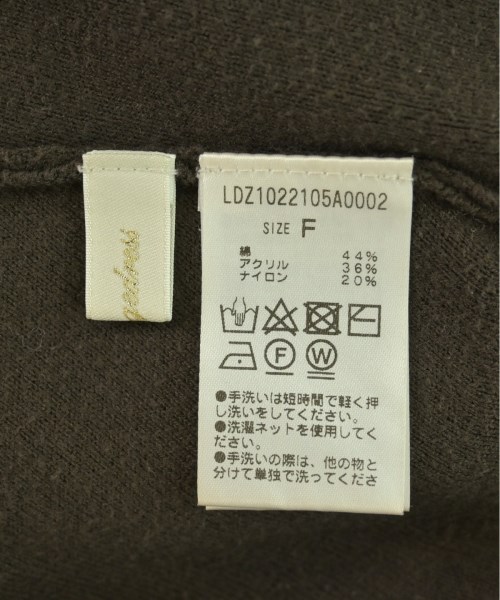 LDZ1022105A0002
SIZE F
綿 44%
アクリル 36%
ナイロン 20%
F W
●手洗いは短時間で軽く押
し洗いをしてください。
●洗濯ネットを使用してく
ださい。
●手洗いの際は、他の物と
分けて単独で洗ってくださ